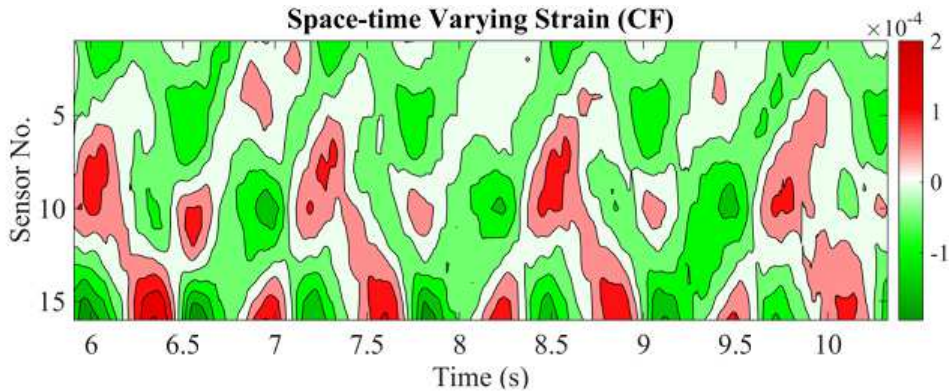 Space-time Varying Strain (CF)
×10⁻⁴
2
1
0
-1
Sensor No.
5
10
15
6 6.5 7 7.5 8 8.5 9 9.5 10
Time (s)